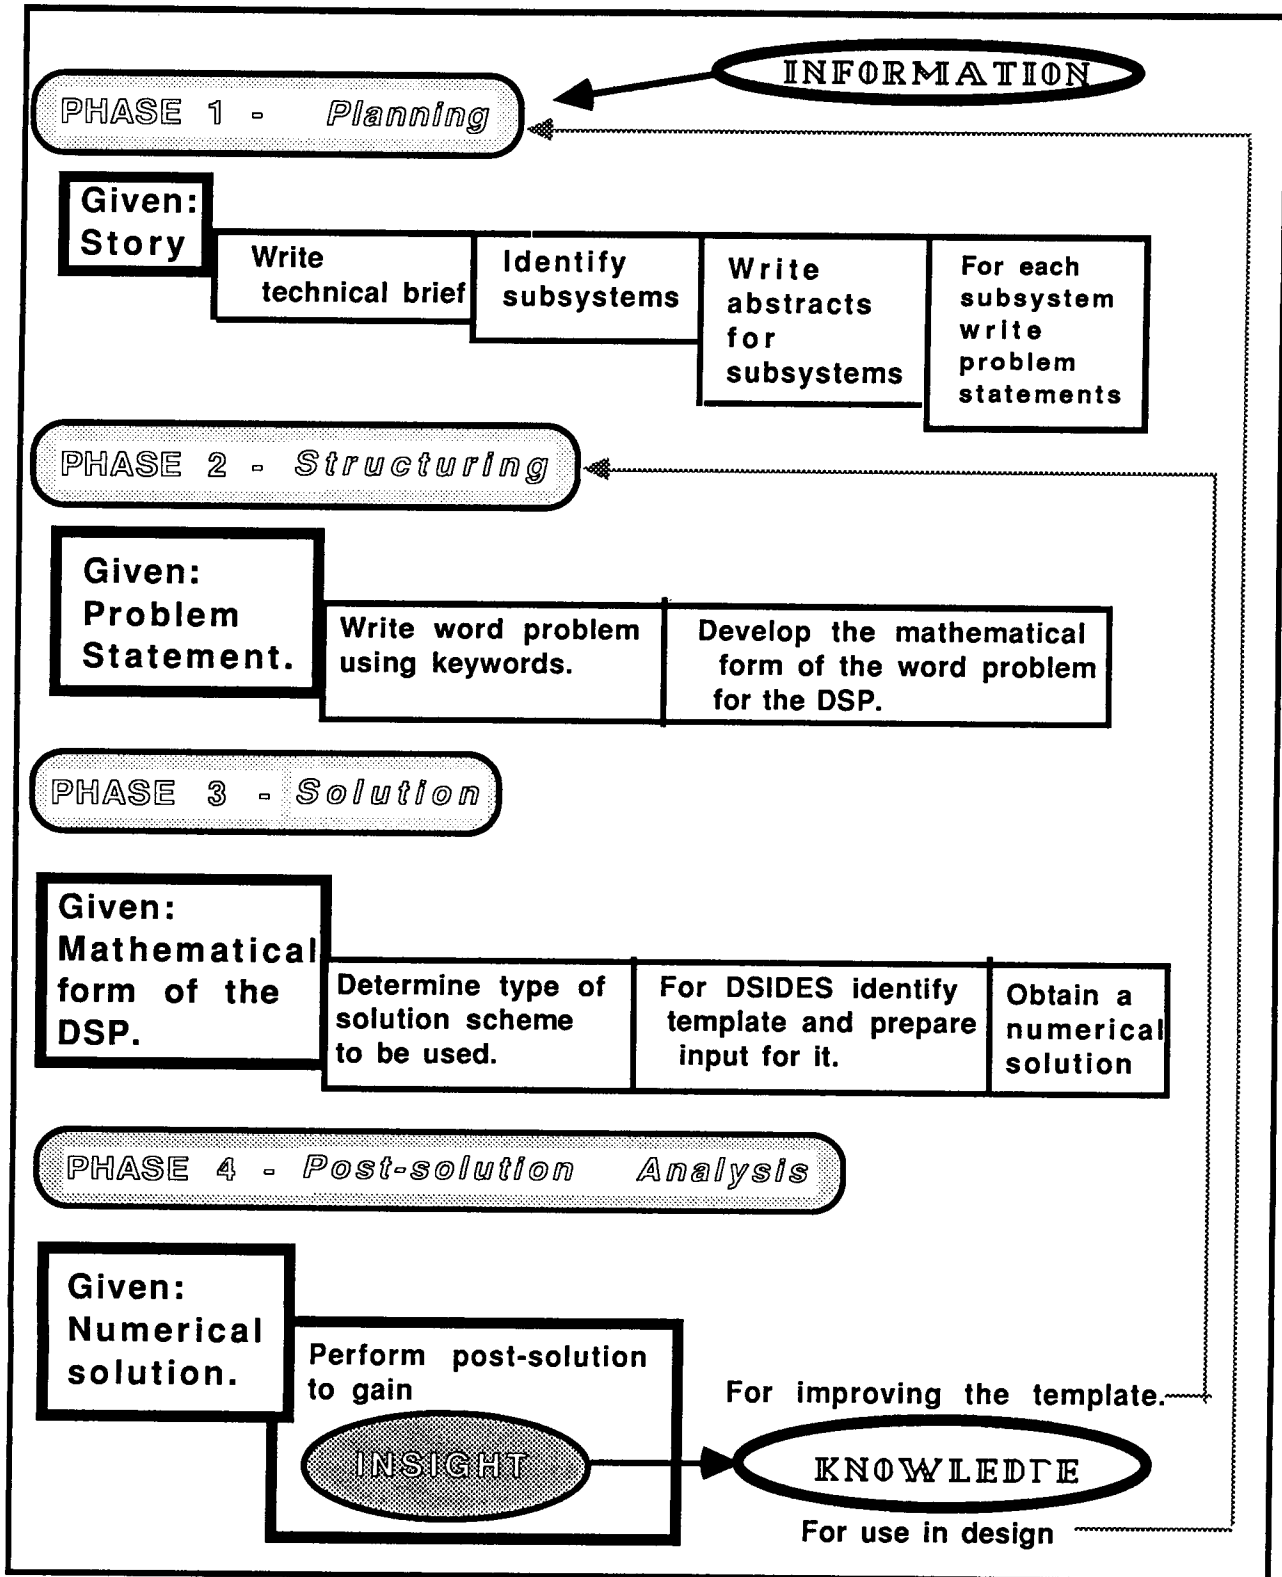 INFORMATION
PHASE 1 - Planning
Given:
Story
Write
technical brief
Identify
subsystems
Write
abstracts
for
subsystems
For each
subsystem
write
problem
statements
PHASE 2 - Structuring
Given:
Problem
Statement.
Write word problem
using keywords.
Develop the mathematical
form of the word problem
for the DSP.
PHASE 3 - Solution
Given:
Mathematical
form of the
DSP.
Determine type of
solution scheme
to be used.
For DSIDES identify
template and prepare
input for it.
Obtain a
numerical
solution
PHASE 4 - Post-solution Analysis
Given:
Numerical
solution.
Perform post-solution
to gain
INSIGHT
For improving the template.
KNOWLEDΓE
For use in design